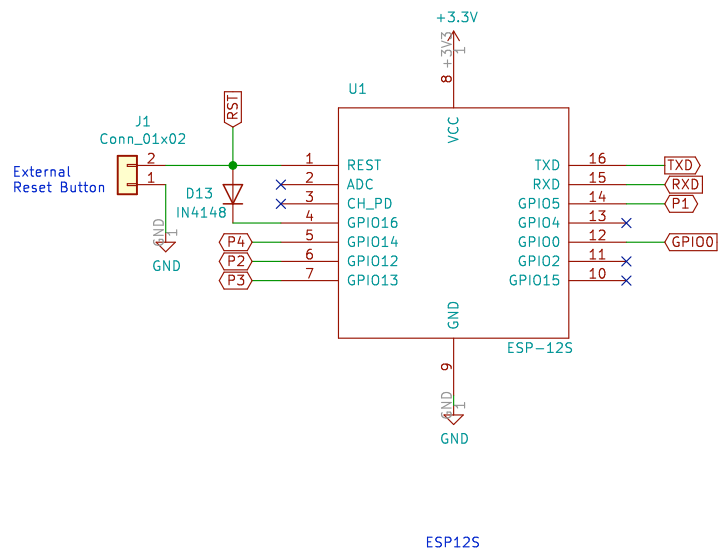 +3.3V
+3V3
1
8
U1
VCC
RST
J1
Conn_01x02
2
1
External
Reset Button
D13
IN4148
GND
1
GND
1 REST
2 ADC
3 CH_PD
4 GPIO16
P4 5 GPIO14
P2 6 GPIO12
P3 7 GPIO13
TXD 16 TXD
RXD 15 RXD
GPIO5 14 P1
GPIO4 13
GPIO0 12 GPIO0
GPIO2 11
GPIO15 10
GND
ESP-12S
9
GND
1
GND
ESP12S